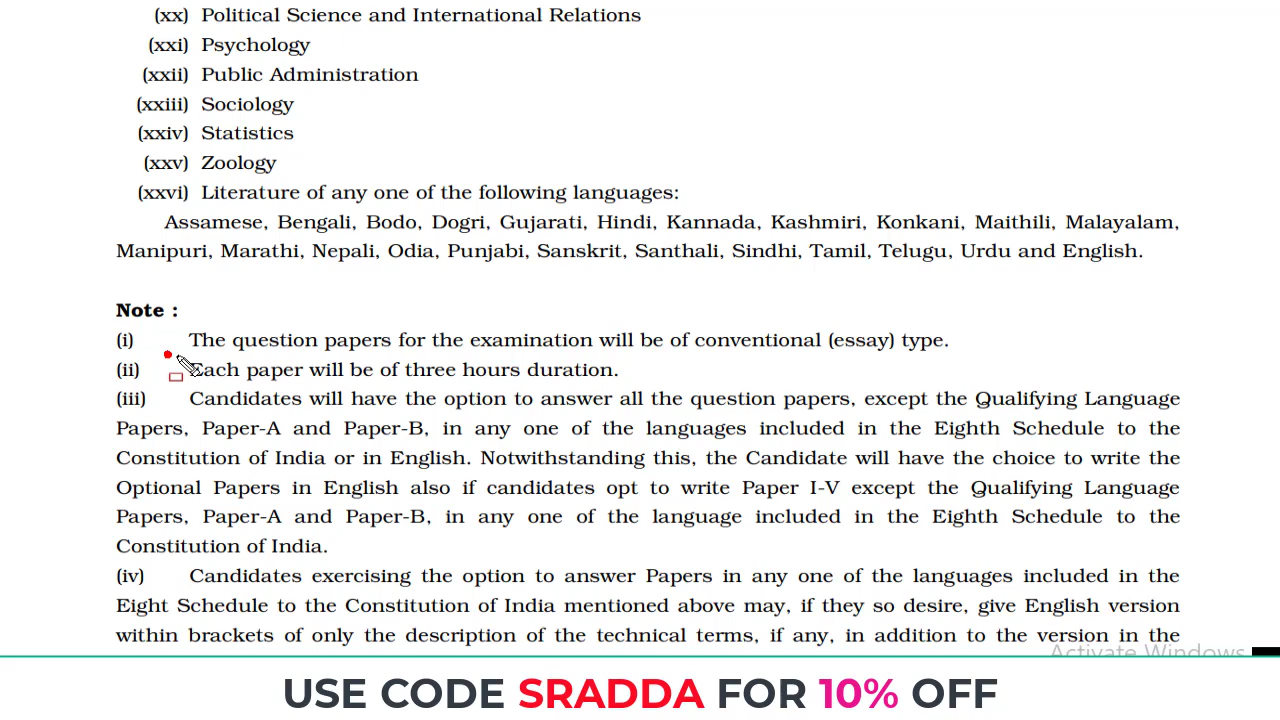 (xx) Political Science and International Relations
(xxi) Psychology
(xxii) Public Administration
(xxiii) Sociology
(xxiv) Statistics
(xxv) Zoology
(xxvi) Literature of any one of the following languages:
Assamese, Bengali, Bodo, Dogri, Gujarati, Hindi, Kannada, Kashmiri, Konkani, Maithili, Malayalam,
Manipuri, Marathi, Nepali, Odia, Punjabi, Sanskrit, Santhali, Sindhi, Tamil, Telugu, Urdu and English.
Note :
(i) The question papers for the examination will be of conventional (essay) type.
(ii) Each paper will be of three hours duration.
(iii) Candidates will have the option to answer all the question papers, except the Qualifying Language
Papers, Paper-A and Paper-B, in any one of the languages included in the Eighth Schedule to the
Constitution of India or in English. Notwithstanding this, the Candidate will have the choice to write the
Optional Papers in English also if candidates opt to write Paper I-V except the Qualifying Language
Papers, Paper-A and Paper-B, in any one of the language included in the Eighth Schedule to the
Constitution of India.
(iv) Candidates exercising the option to answer Papers in any one of the languages included in the
Eight Schedule to the Constitution of India mentioned above may, if they so desire, give English version
within brackets of only the description of the technical terms, if any, in addition to the version in the
Activate Windows
USE CODE SRADDA FOR 10% OFF